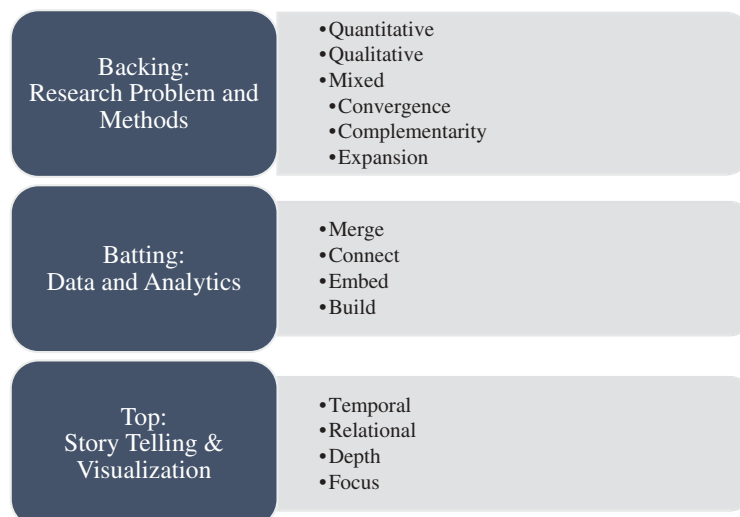 Backing:
Research Problem and
Methods
•Quantitative
•Qualitative
•Mixed
•Convergence
•Complementarity
•Expansion
Batting:
Data and Analytics
•Merge
•Connect
•Embed
•Build
Top:
Story Telling &
Visualization
•Temporal
•Relational
•Depth
•Focus